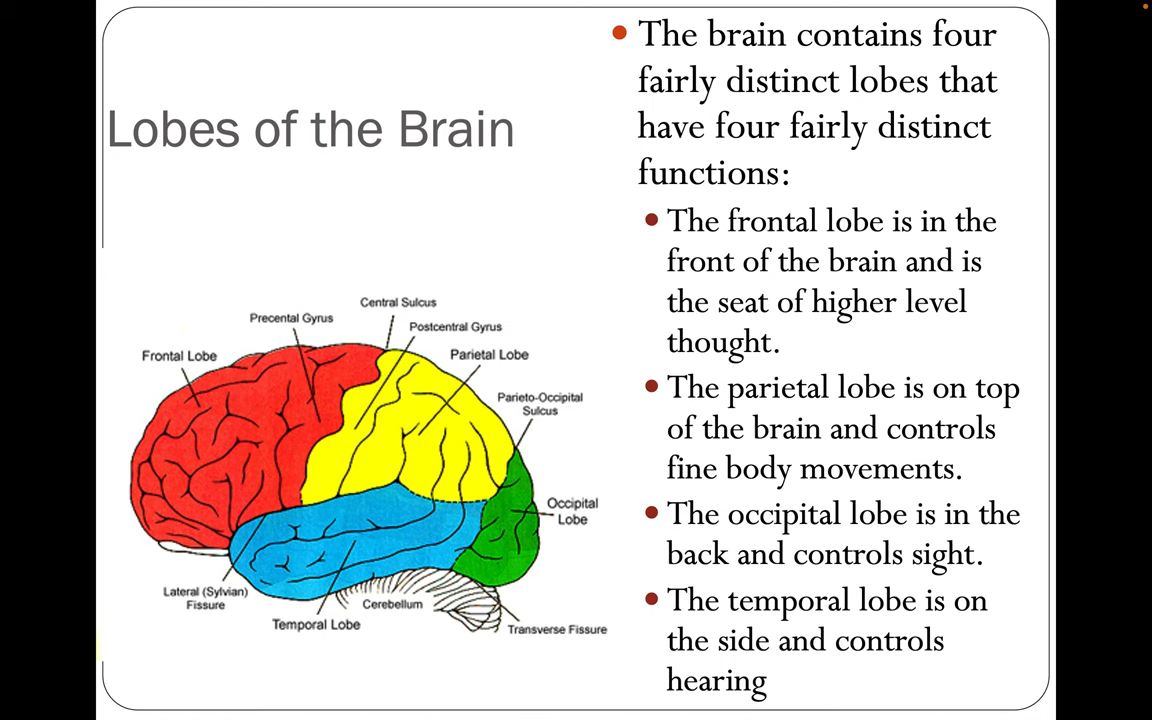 Lobes of the Brain
Central Sulcus
Precental Gyrus
Postcentral Gyrus
Frontal Lobe
Parietal Lobe
Parieto-Occipital
Sulcus
Occipital
Lobe
Lateral (Sylvian)
Fissure
Cerebellum
Temporal Lobe
Transverse Fissure
• The brain contains four
fairly distinct lobes that
have four fairly distinct
functions:
• The frontal lobe is in the
front of the brain and is
the seat of higher level
thought.
• The parietal lobe is on top
of the brain and controls
fine body movements.
• The occipital lobe is in the
back and controls sight.
• The temporal lobe is on
the side and controls
hearing